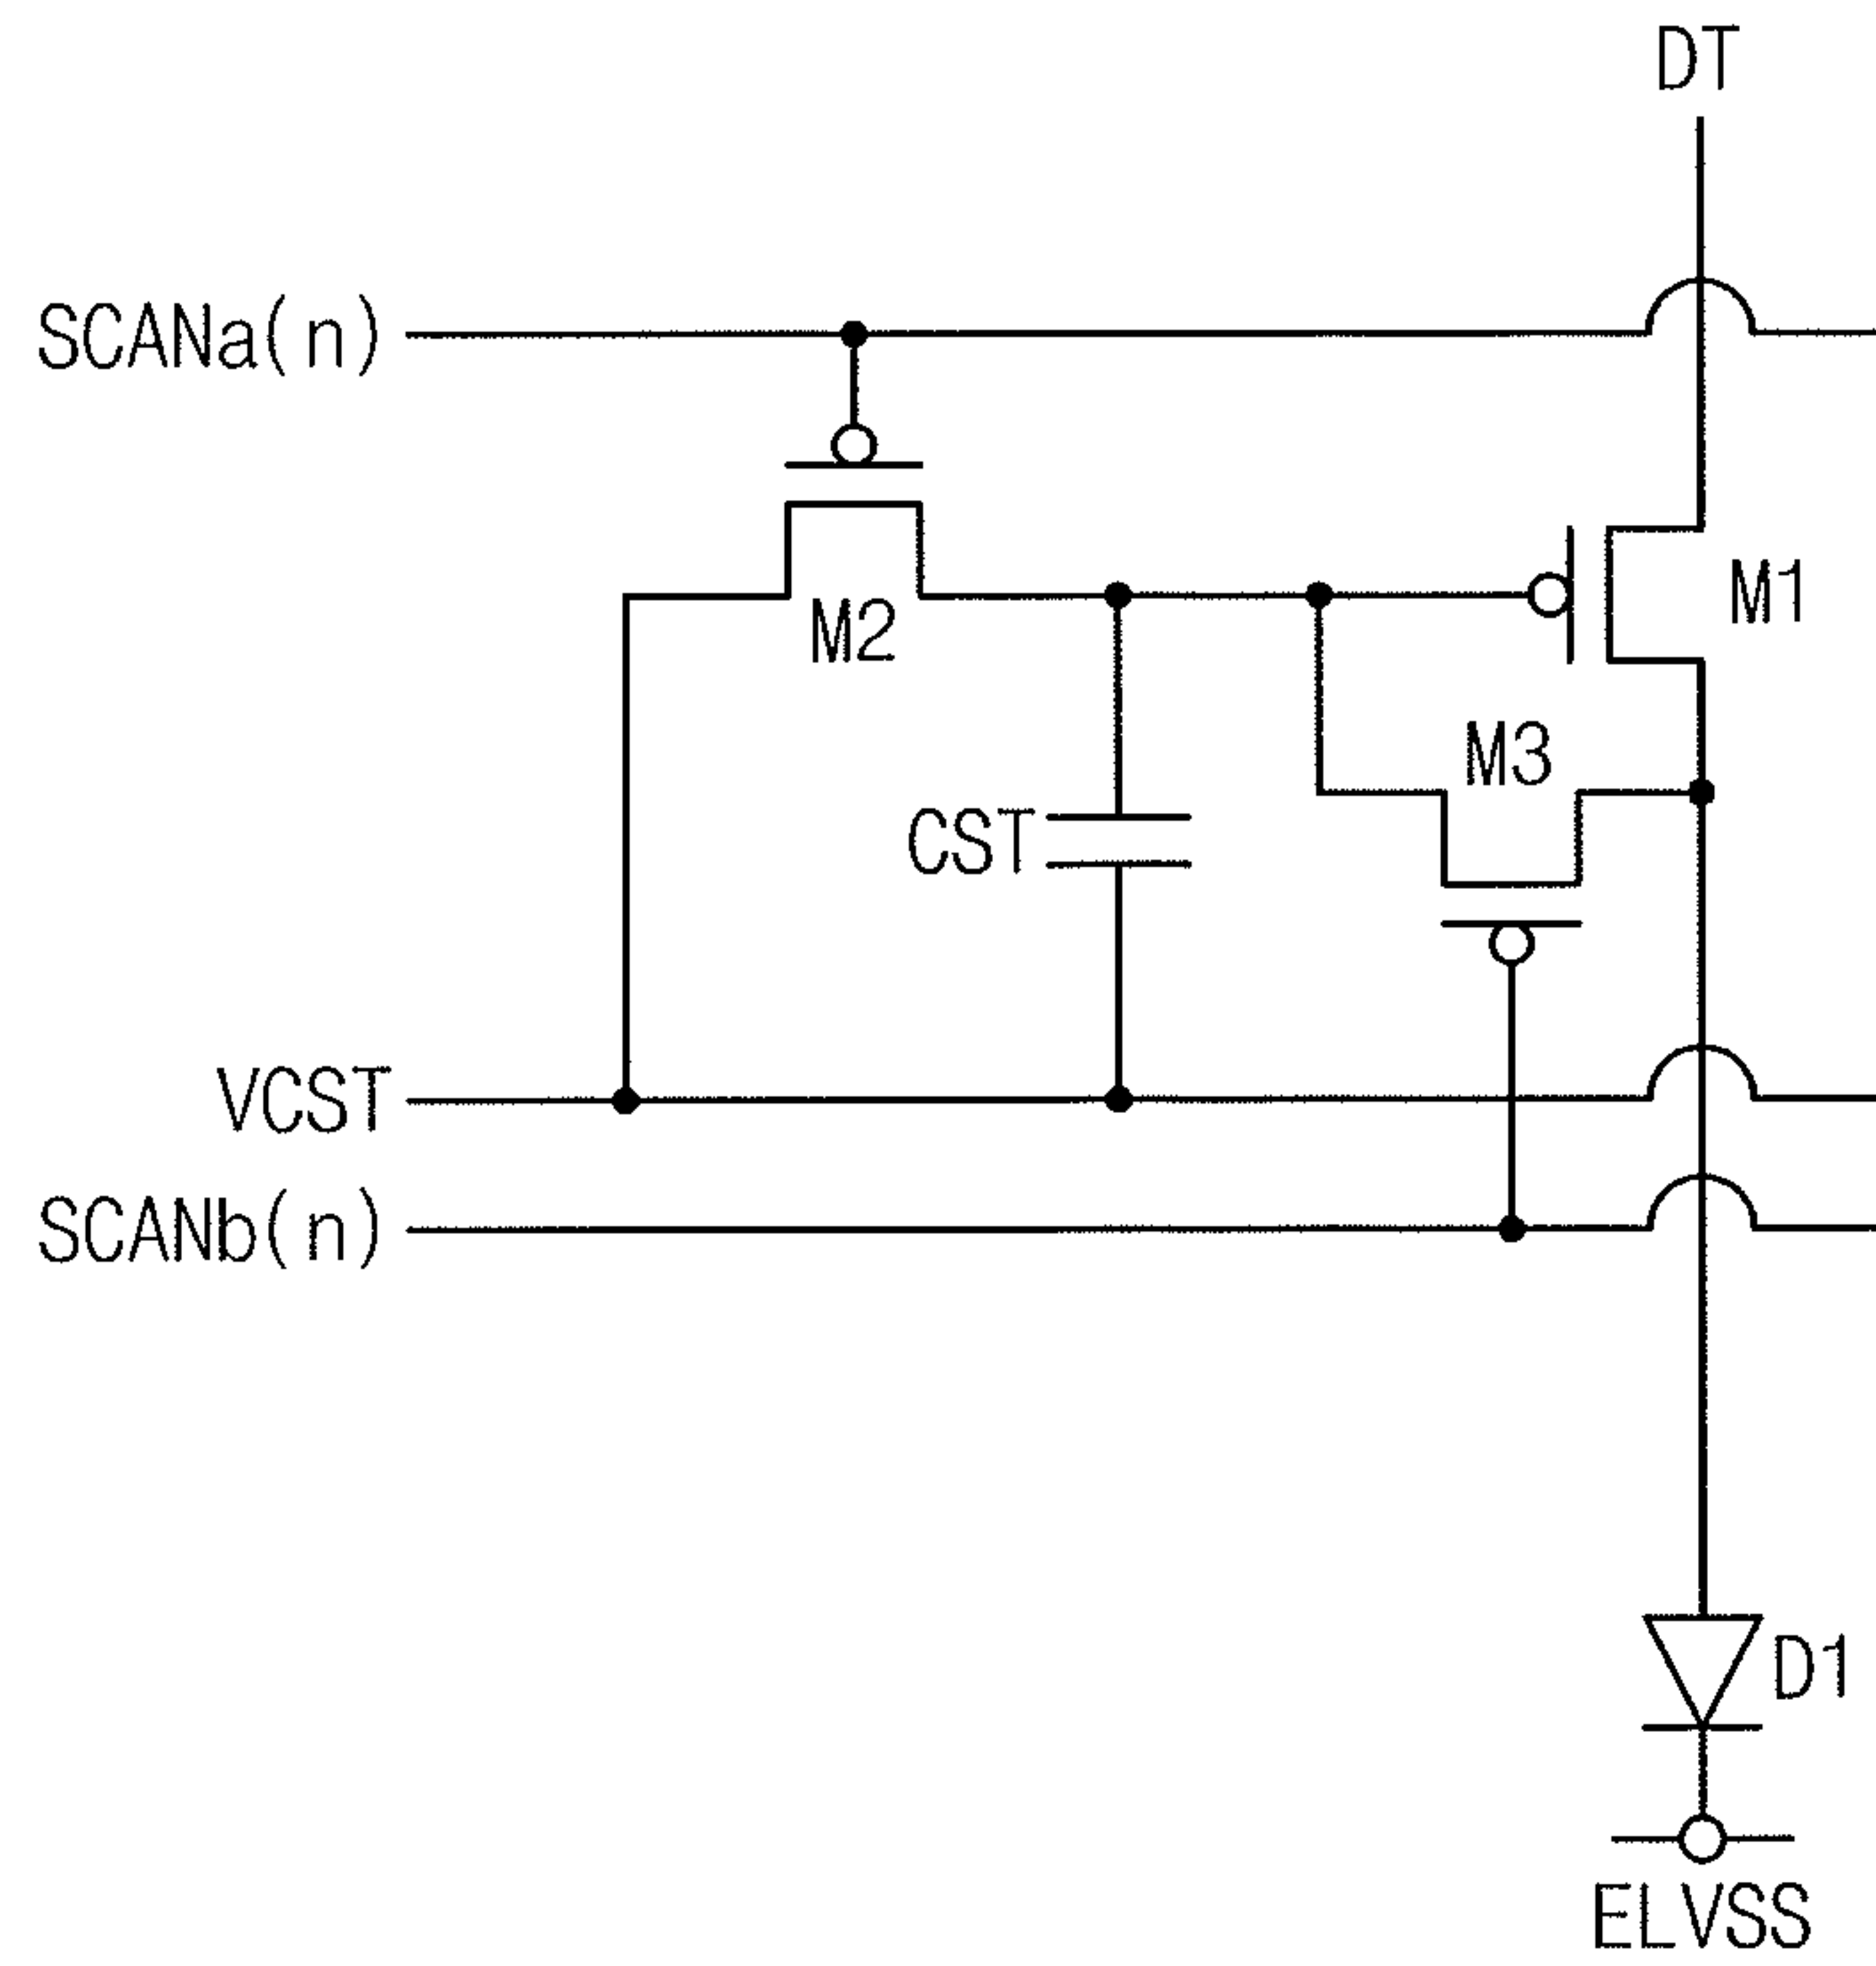 DT
SCANa(n)
M1
M2
M3
CST
VCST
SCANb(n)
D1
ELVSS